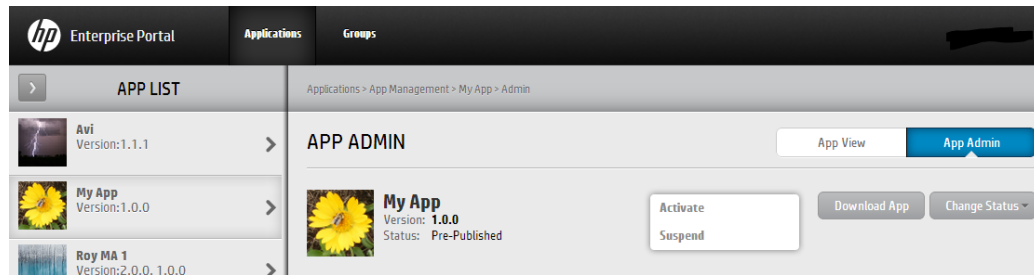 hp Enterprise Portal Applications Groups
APP LIST
Applications > App Management > My App > Admin
Avi
Version:1.1.1
APP ADMIN
App View
App Admin
My App
Version:1.0.0
My App
Version: 1.0.0
Status: Pre-Published
Activate
Suspend
Download App
Change Status
Roy MA 1
Version:2.0.0, 1.0.0